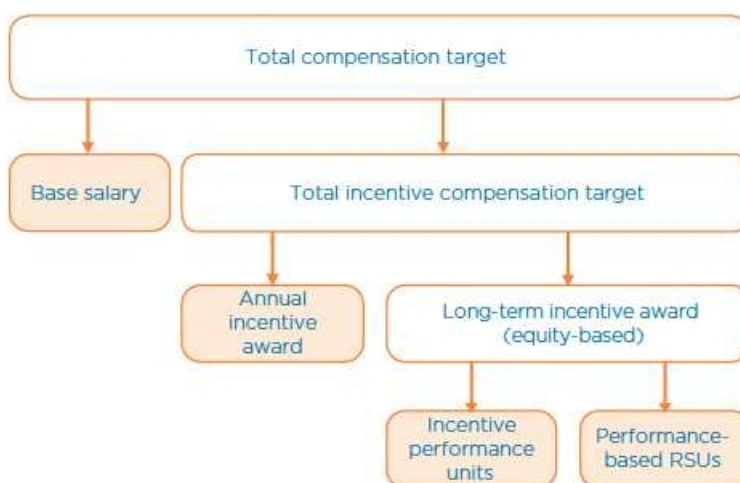 Total compensation target
Base salary
Total incentive compensation target
Annual
incentive
award
Long-term incentive award
(equity-based)
Incentive
performance
units
Performance-
based RSUs